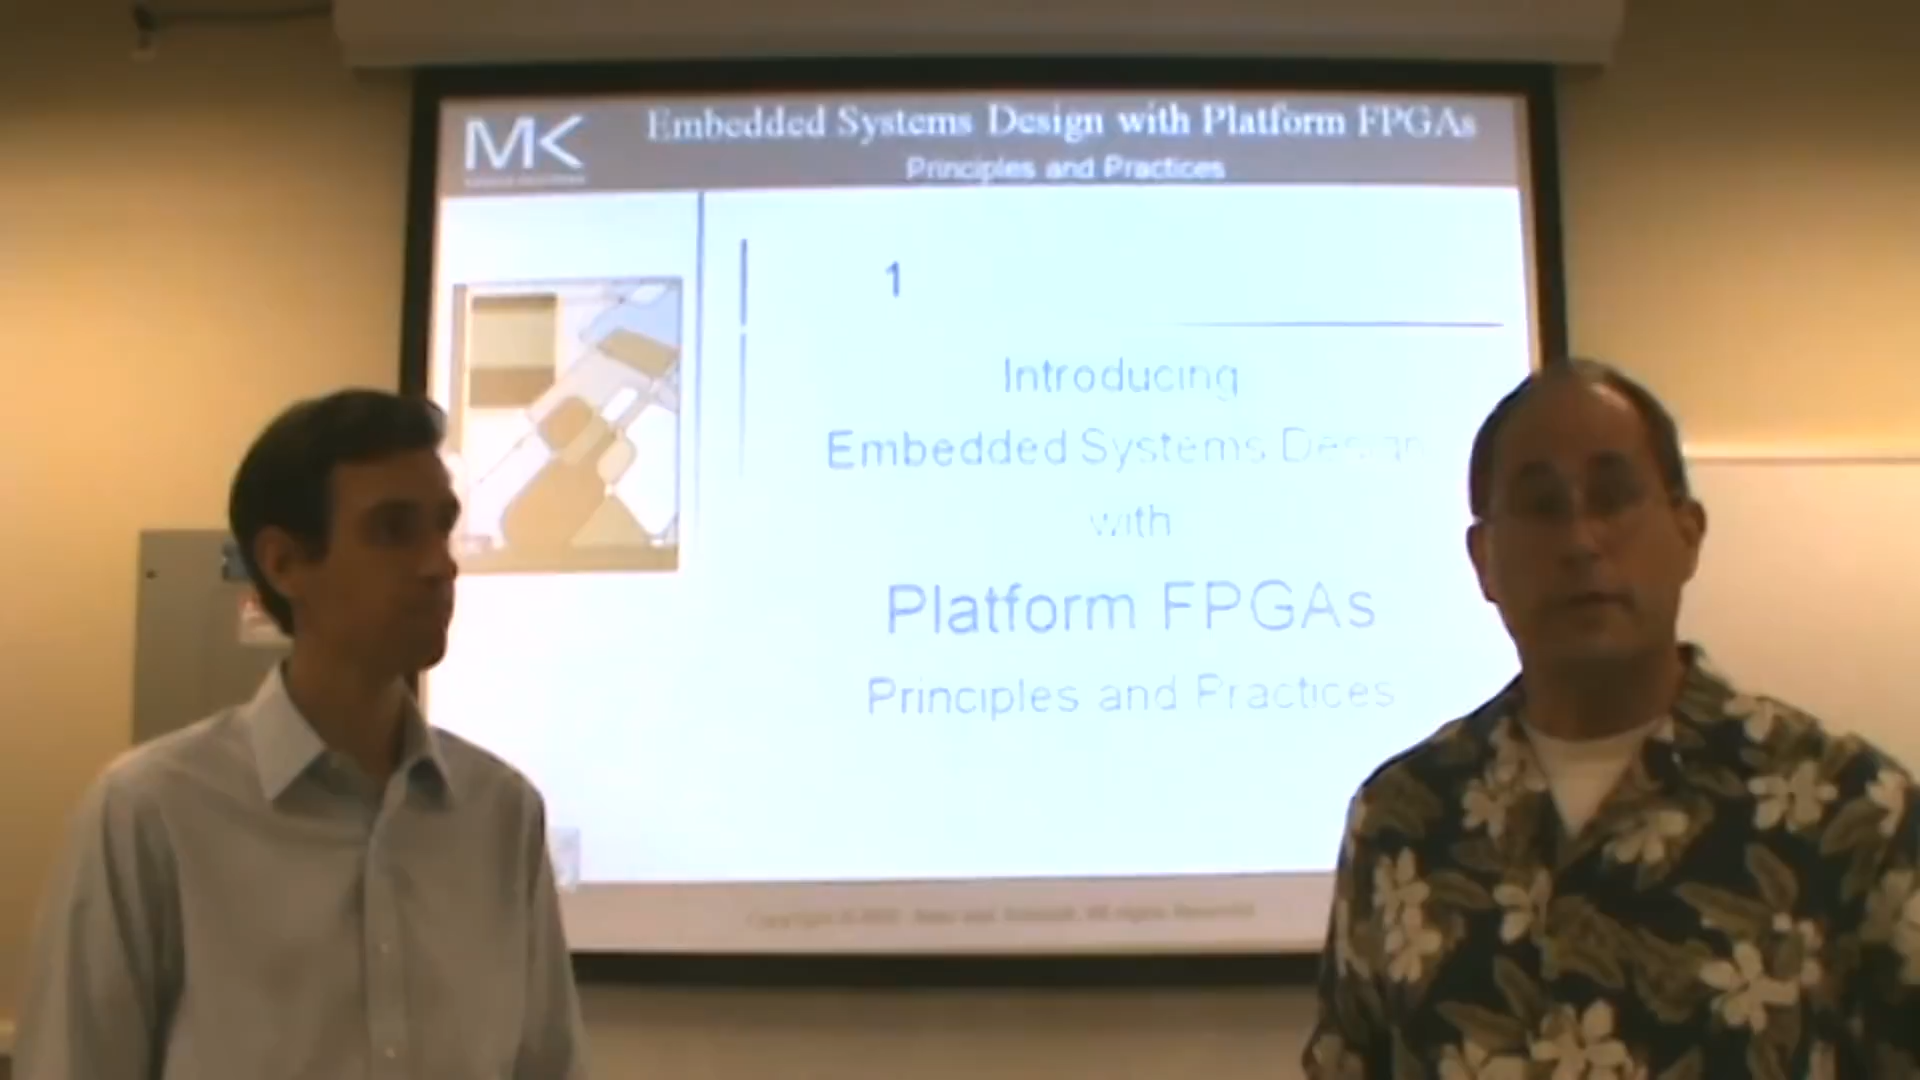 MK
Embedded Systems Design with Platform FPGAs
Principles and Practices
1
Introducing
Embedded Systems Design
with
Platform FPGAs
Principles and Practices